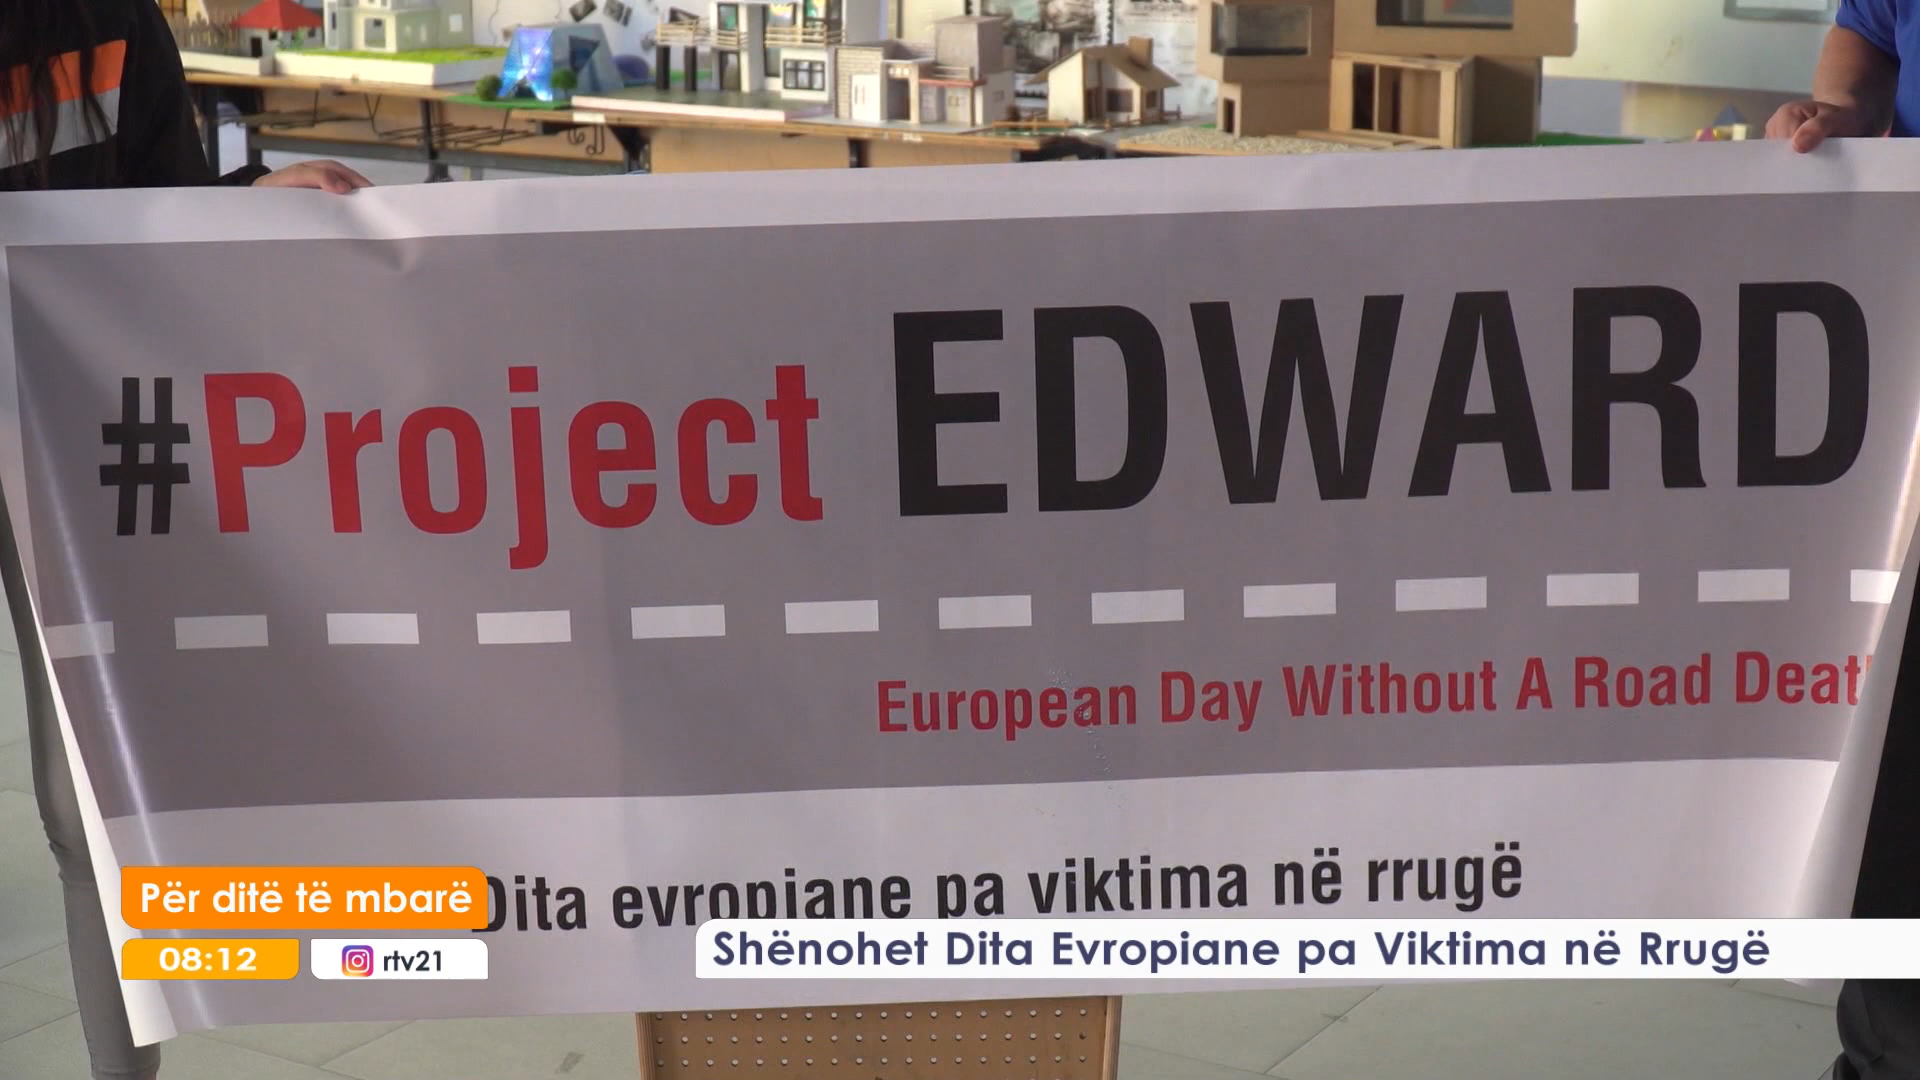 #Project EDWARD
European Day Without A Road Deat
Dita evropiane pa viktima në rrugë
Për ditë të mbarë
08:12
rtv21
Shënohet Dita Evropiane pa Viktima në Rrugë